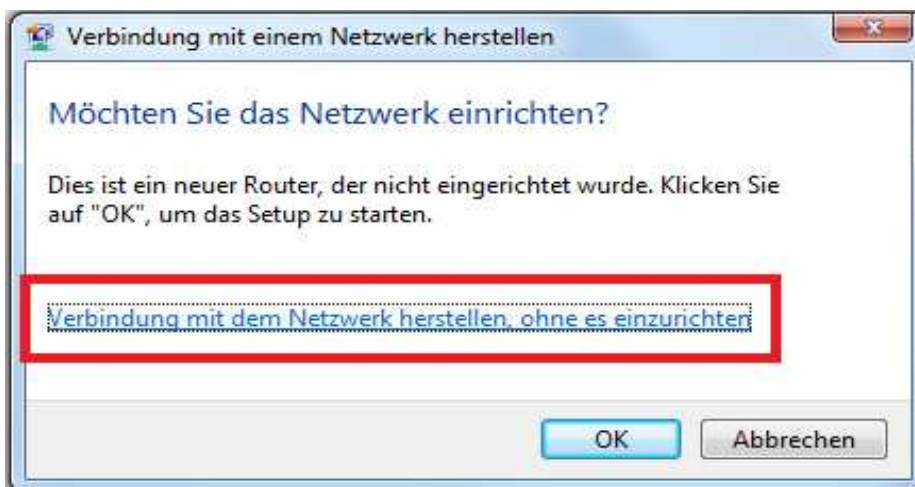 Verbindung mit einem Netzwerk herstellen
Möchten Sie das Netzwerk einrichten?
Dies ist ein neuer Router, der nicht eingerichtet wurde. Klicken Sie
auf "OK", um das Setup zu starten.
Verbindung mit dem Netzwerk herstellen, ohne es einzurichten
OK
Abbrechen